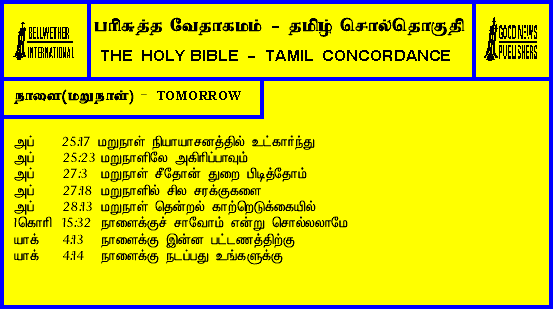 BELLWETHER
INTERNATIONAL
பரிசுத்த வேதாகமம் - தமிழ் சொல்தொகுதி
THE HOLY BIBLE - TAMIL CONCORDANCE
GOOD NEWS
PUBLISHERS
நாளை(மறுநாள்) - TOMORROW
அப் 25:17 மறுநாள் நியாயாசனத்தில் உட்கார்ந்து
அப் 25:23 மறுநாளிலே அகிரிப்பாவும்
அப் 27:3 மறுநாள் சீதோன் துறை பிடித்தோம்
அப் 27:18 மறுநாளில் சில சரக்குகளை
அப் 28:13 மறுநாள் தென்றல் காற்றெடுக்கையில்
1கொரி 15:32 நாளைக்குச் சாவோம் என்று சொல்லலாமே
யாக் 4:13 நாளைக்கு இன்ன பட்டணத்திற்கு
யாக் 4:14 நாளைக்கு நடப்பது உங்களுக்கு